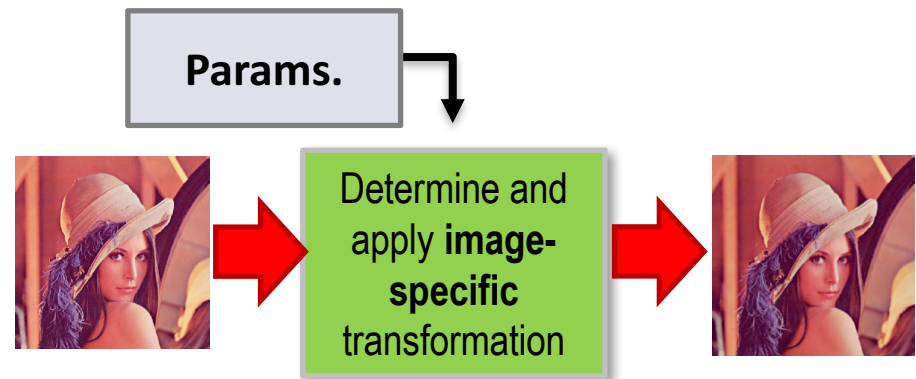 Params.
Determine and
apply image-
specific
transformation